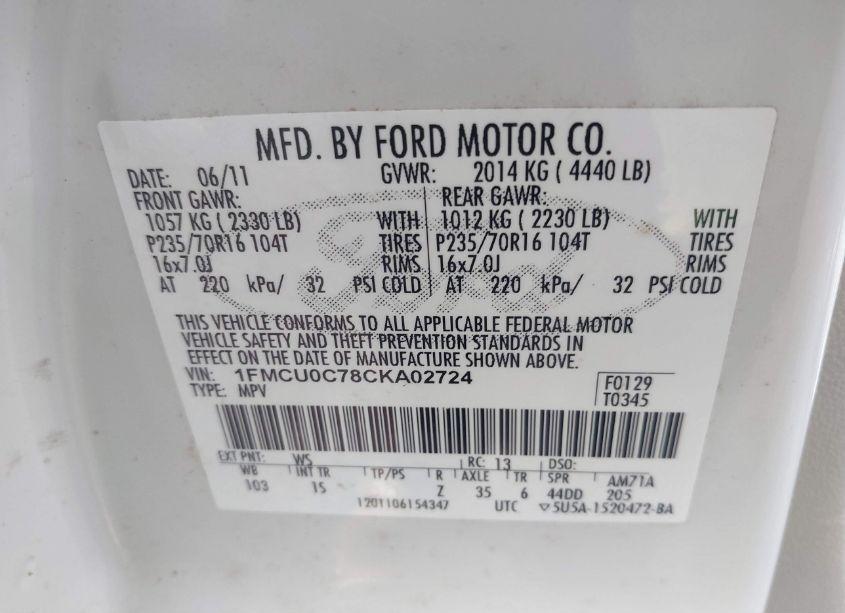 MFD. BY FORD MOTOR CO.
DATE: 06/11 GVWR: 2014 KG ( 4440 LB)
FRONT GAWR: REAR GAWR:
1057 KG ( 2330 LB) WITH 1012 KG ( 2230 LB) WITH
P235/70R16 104T TIRES P235/70R16 104T TIRES
16x7.0J RIMS 16x7.0J RIMS
AT 220 kPa/ 32 PSI COLD AT 220 kPa/ 32 PSI COLD
Ford
THIS VEHICLE CONFORMS TO ALL APPLICABLE FEDERAL MOTOR
VEHICLE SAFETY AND THEFT PREVENTION STANDARDS IN
EFFECT ON THE DATE OF MANUFACTURE SHOWN ABOVE.
VIN: 1FMCU0C78CKA02724 F0129
TYPE: MPV T0345
EXT PNT: WS RC: 13 DSO:
WB INT TR TP/PS R AXLE TR SPR AM71A
103 IS Z 35 6 44DD 205
1201106154347 UTC ▽5U5A-1520472-BA